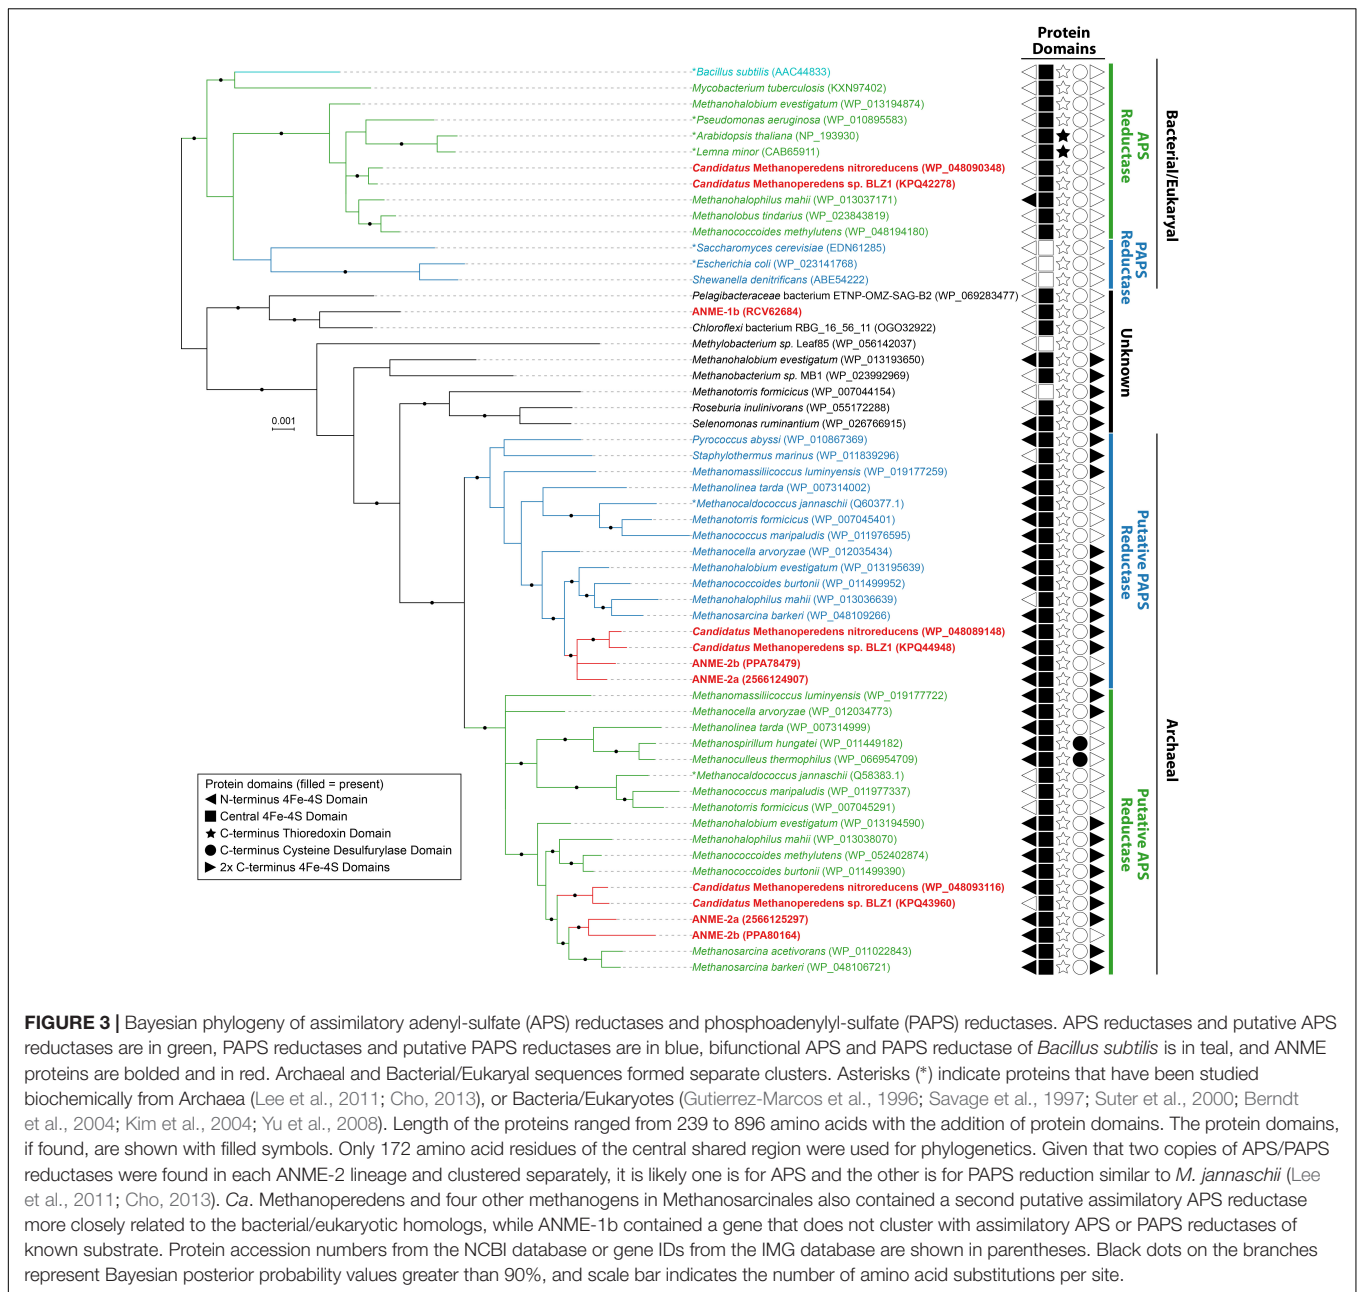 Protein
Domains
*Bacillus subtilis (AAC44833)
Mycobacterium tuberculosis (KXN97402)
Methanohalobium evestigatum (WP_013194874)
*Pseudomonas aeruginosa (WP_010895583)
*Arabidopsis thaliana (NP_193930)
*Lemna minor (CAB65911)
Candidatus Methanoperedens nitroreducens (WP_048090348)
Candidatus Methanoperedens sp. BLZ1 (KPQ42278)
Methanohalophilus mahii (WP_013037171)
Methanolobus tindarius (WP_023843819)
Methanococcoides methylutens (WP_048194180)
*Saccharomyces cerevisiae (EDN61285)
*Escherichia coli (WP_023141768)
Shewanella denitrificans (ABE54222)
Pelagibacteraceae bacterium ETNP-OMZ-SAG-B2 (WP_069283477)
ANME-1b (RCV62684)
Chloroflexi bacterium RBG_16_56_11 (OGO32922)
Methylobacterium sp. Leaf85 (WP_056142037)
Methanohalobium evestigatum (WP_013193650)
Methanobacterium sp. MB1 (WP_023992969)
Methanotorris formicicus (WP_007044154)
Roseburia inulinivorans (WP_055172288)
Selenomonas ruminantium (WP_026766915)
Pyrococcus abyssi (WP_010867369)
Staphylothermus marinus (WP_011839296)
Methanomassiliicoccus luminyensis (WP_019177259)
Methanolinea tarda (WP_007314002)
*Methanocaldococcus jannaschii (Q60377.1)
Methanotorris formicicus (WP_007045401)
Methanococcus maripaludis (WP_011976595)
Methanocella arvoryzae (WP_012035434)
Methanohalobium evestigatum (WP_013195639)
Methanococcoides burtonii (WP_011499952)
Methanohalophilus mahii (WP_013036639)
Methanosarcina barkeri (WP_048109266)
Candidatus Methanoperedens nitroreducens (WP_048089148)
Candidatus Methanoperedens sp. BLZ1 (KPQ44948)
ANME-2b (PPA78479)
ANME-2a (2566124907)
Methanomassiliicoccus luminyensis (WP_019177722)
Methanocella arvoryzae (WP_012034773)
Methanolinea tarda (WP_007314999)
Methanospirillum hungatei (WP_011449182)
Methanoculleus thermophilus (WP_066954709)
*Methanocaldococcus jannaschii (Q58383.1)
Methanococcus maripaludis (WP_011977337)
Methanotorris formicicus (WP_007045291)
Methanohalobium evestigatum (WP_013194590)
Methanohalophilus mahii (WP_013038070)
Methanococcoides methylutens (WP_052402874)
Methanococcoides burtonii (WP_011499390)
Candidatus Methanoperedens nitroreducens (WP_048093116)
Candidatus Methanoperedens sp. BLZ1 (KPQ43960)
ANME-2a (2566125297)
ANME-2b (PPA80164)
Methanosarcina acetivorans (WP_011022843)
Methanosarcina barkeri (WP_048106721)
APS
Reductase
PAPS
Reductase
Putative PAPS
Reductase
Putative APS
Reductase
Bacterial/Eukaryal
Unknown
Archaeal
0.001
Protein domains (filled = present)
N-terminus 4Fe-4S Domain
Central 4Fe-4S Domain
C-terminus Thioredoxin Domain
C-terminus Cysteine Desulfurylase Domain
2x C-terminus 4Fe-4S Domains
FIGURE 3 | Bayesian phylogeny of assimilatory adenyl-sulfate (APS) reductases and phosphoadenylyl-sulfate (PAPS) reductases. APS reductases and putative APS
reductases are in green, PAPS reductases and putative PAPS reductases are in blue, bifunctional APS and PAPS reductase of Bacillus subtilis is in teal, and ANME
proteins are bolded and in red. Archaeal and Bacterial/Eukaryal sequences formed separate clusters. Asterisks (*) indicate proteins that have been studied
biochemically from Archaea (Lee et al., 2011; Cho, 2013), or Bacteria/Eukaryotes (Gutierrez-Marcos et al., 1996; Savage et al., 1997; Suter et al., 2000; Berndt
et al., 2004; Kim et al., 2004; Yu et al., 2008). Length of the proteins ranged from 239 to 896 amino acids with the addition of protein domains. The protein domains,
if found, are shown with filled symbols. Only 172 amino acid residues of the central shared region were used for phylogenetics. Given that two copies of APS/PAPS
reductases were found in each ANME-2 lineage and clustered separately, it is likely one is for APS and the other is for PAPS reduction similar to M. jannaschii (Lee
et al., 2011; Cho, 2013). Ca. Methanoperedens and four other methanogens in Methanosarcinales also contained a second putative assimilatory APS reductase
more closely related to the bacterial/eukaryotic homologs, while ANME-1b contained a gene that does not cluster with assimilatory APS or PAPS reductases of
known substrate. Protein accession numbers from the NCBI database or gene IDs from the IMG database are shown in parentheses. Black dots on the branches
represent Bayesian posterior probability values greater than 90%, and scale bar indicates the number of amino acid substitutions per site.